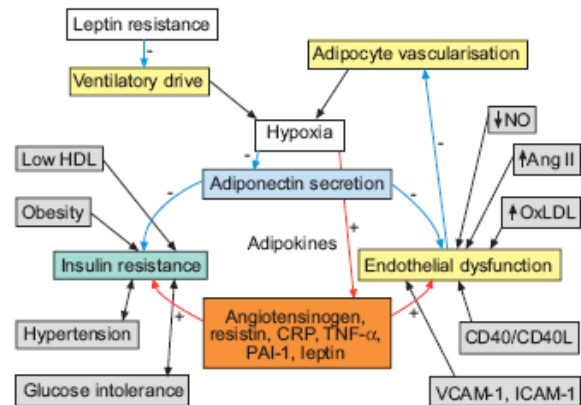 Leptin resistance
-
Adipocyte vascularisation
Ventilatory drive
Hypoxia
↓NO
-
-
Low HDL
↑Ang II
Adiponectin secretion
-
-
Obesity
↑OxLDL
+
Adipokines
Insulin resistance
Endothelial dysfunction
+
+
Angiotensinogen,
resistin, CRP, TNF-α,
PAI-1, leptin
Hypertension
CD40/CD40L
Glucose intolerance
VCAM-1, ICAM-1